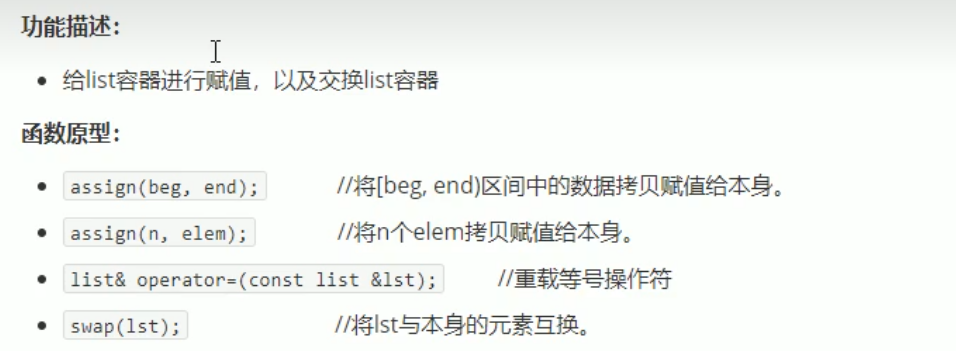 功能描述：
• 给list容器进行赋值，以及交换list容器
函数原型：
• assign(beg, end); //将[beg, end)区间中的数据拷贝赋值给本身。
• assign(n, elem); //将n个elem拷贝赋值给本身。
• list& operator=(const list &lst); //重载等号操作符
• swap(lst); //将lst与本身的元素互换。